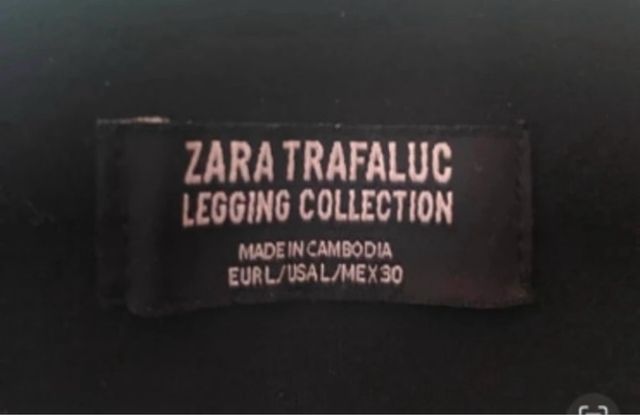 ZARA TRAFALUC
LEGGING COLLECTION
MADE IN CAMBODIA
EUR L/USA L/MEX 30